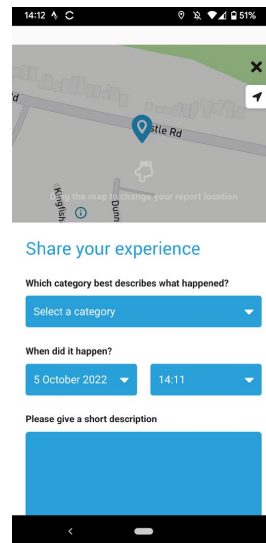 14:12
51%
stle Rd
Drag the map to change your report location
Kingfish
Dunn
Share your experience
Which category best describes what happened?
Select a category
When did it happen?
5 October 2022
14:11
Please give a short description